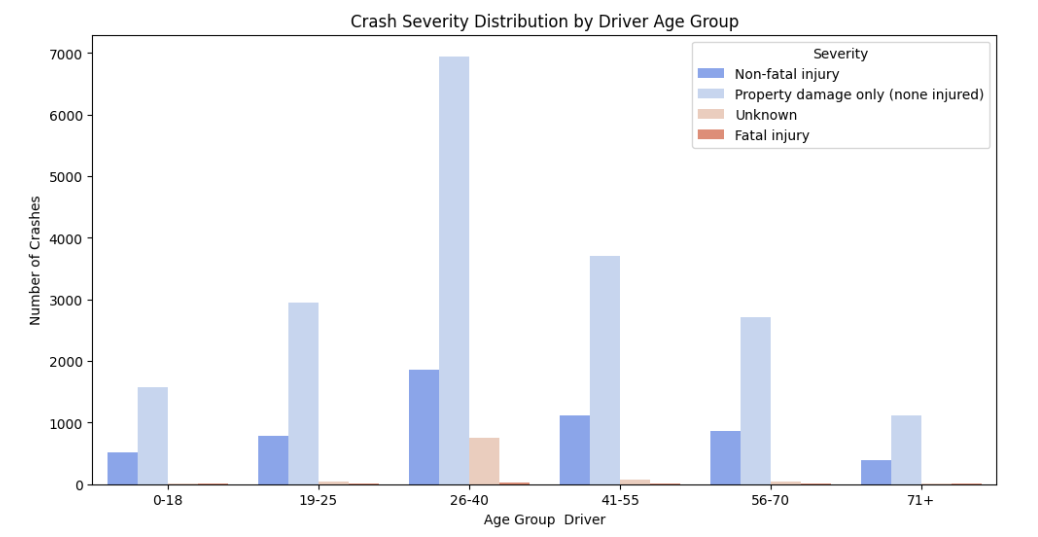 Crash Severity Distribution by Driver Age Group
Severity
Non-fatal injury
Property damage only (none injured)
Unknown
Fatal injury
Number of Crashes
7000
6000
5000
4000
3000
2000
1000
0
0-18 19-25 26-40 41-55 56-70 71+
Age Group  Driver